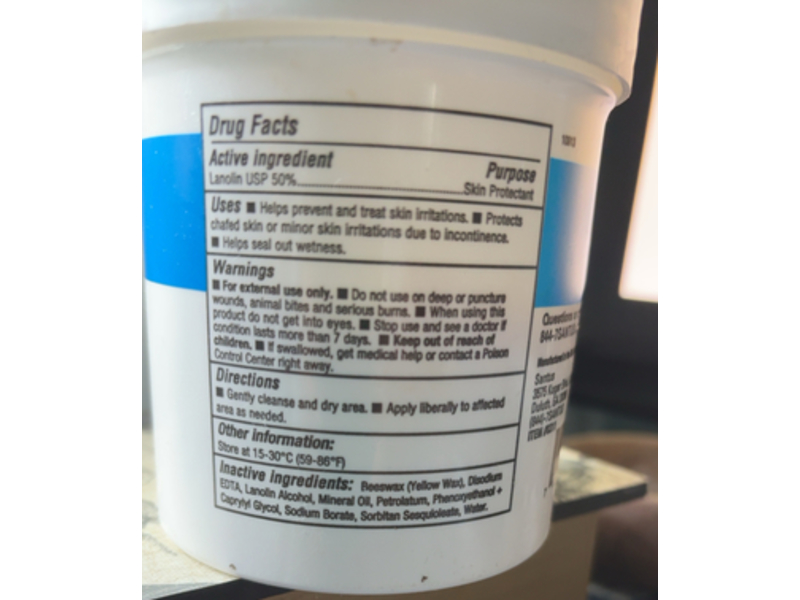 Drug Facts
Active ingredient Purpose
Lanolin USP 50% Skin Protectant
Uses ■ Helps prevent and treat skin irritations. ■ Protects
chafed skin or minor skin irritations due to incontinence.
■ Helps seal out wetness.
Warnings
■ For external use only. ■ Do not use on deep or puncture
wounds, animal bites and serious burns. ■ When using this
product do not get into eyes. ■ Stop use and see a doctor if
condition lasts more than 7 days. ■ Keep out of reach of
children. ■ If swallowed, get medical help or contact a Poison
Control Center right away.
Directions
■ Gently cleanse and dry area. ■ Apply liberally to affected
area as needed.
Other information:
Store at 15-30°C (59-86°F)
Inactive ingredients: Beeswax (Yellow Wax), Disodium
EDTA, Lanolin Alcohol, Mineral Oil, Petrolatum, Phenoxyethanol +
Caprylyl Glycol, Sodium Borate, Sorbitan Sesquioleate, Water.
Questions
844-7SANTUS
Santus
Duluth,